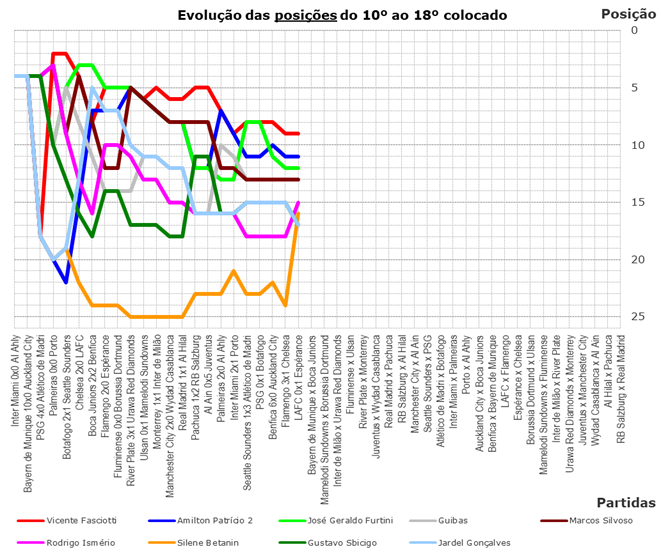 Evolução das posições do 10º ao 18º colocado
Posição
0
5
10
15
20
25
Inter Miami 0x0 Al Ahly
Bayern de Munique 10x0 Auckland City
PSG 4x0 Atlético de Madri
Palmeiras 0x0 Porto
Botafogo 2x1 Seattle Sounders
Chelsea 2x0 LAFC
Boca Juniors 2x2 Benfica
Flamengo 2x0 Espérance
Fluminense 0x0 Borussia Dortmund
River Plate 3x1 Urawa Red Diamonds
Ulsan 0x1 Mamelodi Sundowns
Monterrey 1x1 Inter de Milão
Manchester City 2x0 Wydad Casablanca
Real Madrid 1x1 Al Hilal
Pachuca 1x2 RB Salzburg
Al Ain 0x5 Juventus
Palmeiras 2x0 Al Ahly
Inter Miami 2x1 Porto
Seattle Sounders 1x3 Atlético de Madri
PSG 0x1 Botafogo
Benfica 6x0 Auckland City
Flamengo 3x1 Chelsea
LAFC 0x1 Espérance
Bayern de Munique x Boca Juniors
Mamelodi Sundowns x Borussia Dortmund
Inter de Milão x Urawa Red Diamonds
Fluminense x Ulsan
River Plate x Monterrey
Juventus x Wydad Casablanca
Real Madrid x Pachuca
RB Salzburg x Al Hilal
Manchester City x Al Ain
Seattle Sounders x PSG
Atlético de Madri x Botafogo
Inter Miami x Palmeiras
Porto x Al Ahly
Auckland City x Boca Juniors
Benfica x Bayern de Munique
LAFC x Flamengo
Espérance x Chelsea
Borussia Dortmund x Ulsan
Mamelodi Sundowns x Fluminense
Inter de Milão x River Plate
Urawa Red Diamonds x Monterrey
Juventus x Manchester City
Wydad Casablanca x Al Ain
Al Hilal x Pachuca
RB Salzburg x Real Madrid
Partidas
Vicente Fasciotti
Amilton Patrício 2
José Geraldo Furtini
Guibas
Marcos Silvoso
Rodrigo Ismério
Silene Betanin
Gustavo Sbicigo
Jardel Gonçalves